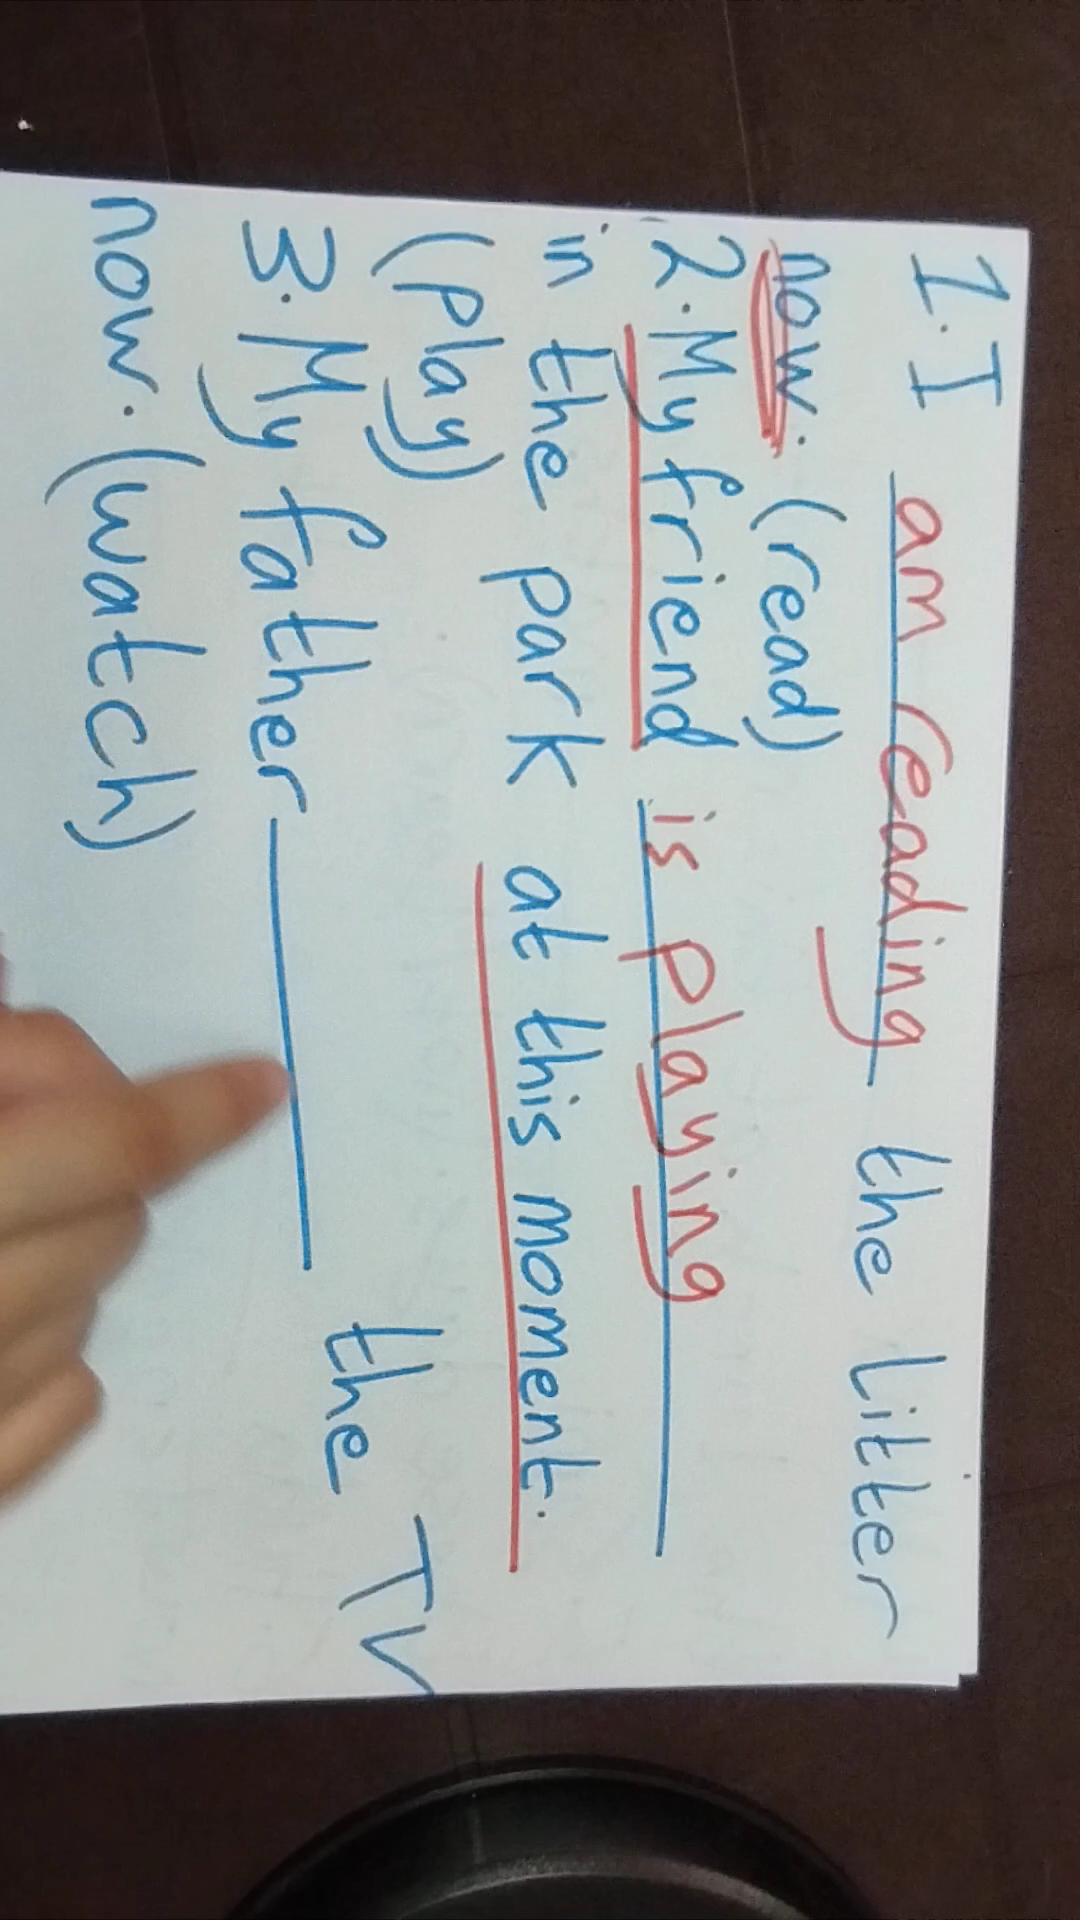 1. I am reading the litter
now. (read)
2. My friend is playing
in the park at this moment.
(play)
3. My father ________ the TV
now. (watch)